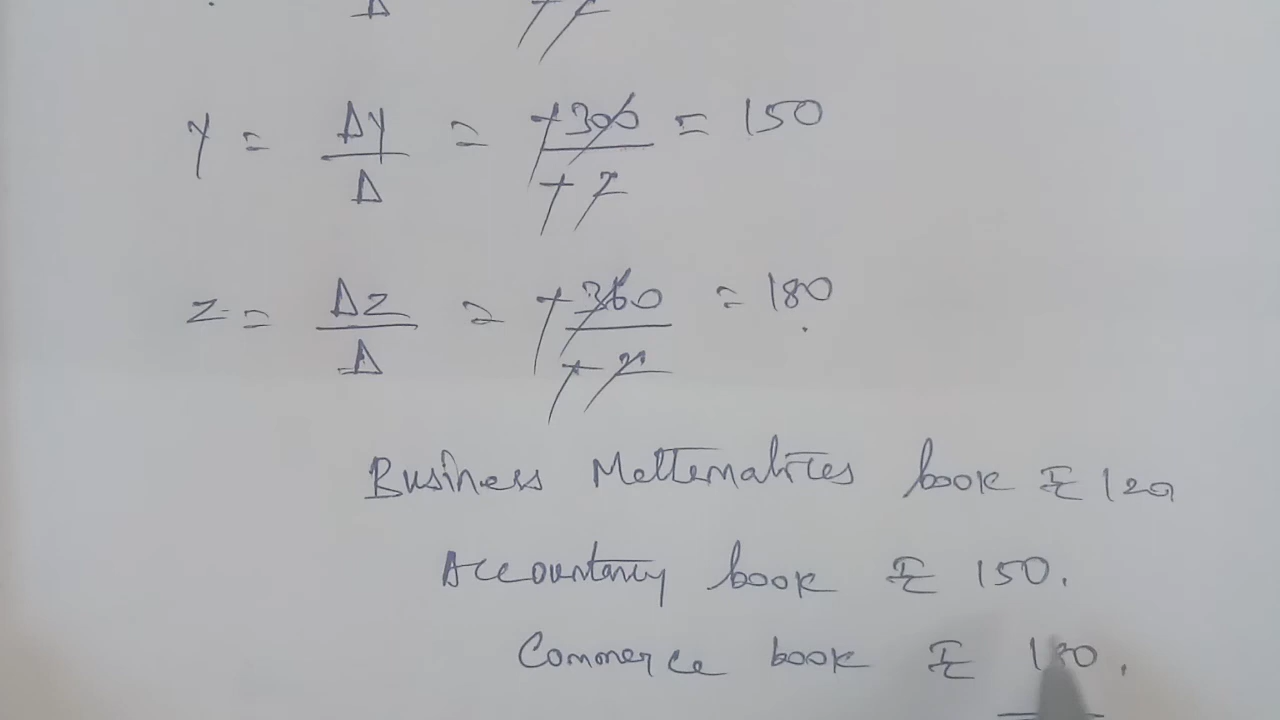 Δ
y = Δy / Δ = -300 / -2 = 150
z = Δz / Δ = -360 / -2 = 180
Business Mathematics book ₹ 120
Accountancy book ₹ 150.
Commerce book ₹ 180.